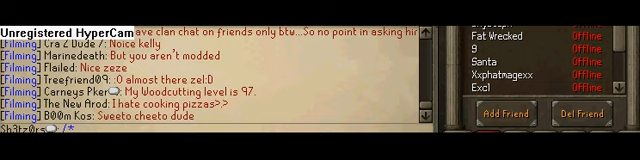 Unregistered HyperCam
ave clan chat on friends only btw...So no point in asking hir
[Filming] Cra Z Dude 7: Noice kelly
[Filming] Marinedeath: But you aren't modded
[Filming] Flailed: Nice zeze
[Filming] Treefriend09: :O almost there zel:D
[Filming] Carneys Pker: My Woodcutting level is 97.
[Filming] The New Arod: I hate cooking pizzas>.>
[Filming] B00m Kos: Sweeto cheeto dude
Sh3tz0rs: /*
Offline
Fat Wrecked Offline
9 Offline
Santa Offline
Xxphatmagexx Offline
Excl Offline
Add Friend Del Friend